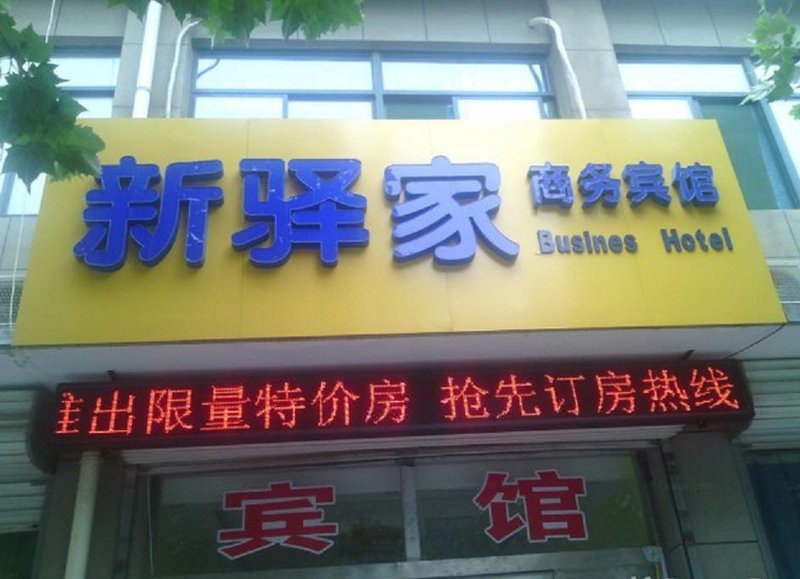 新驿家
商务宾馆
Busines Hotel
出限量特价房 抢先订房热线
宾馆